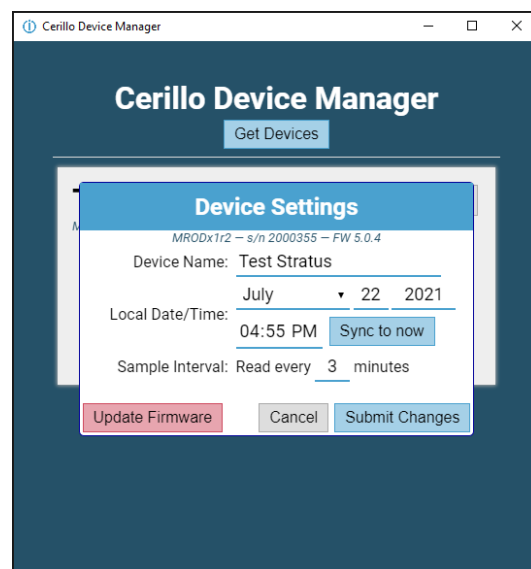 Cerillo Device Manager
Cerillo Device Manager
Get Devices
Device Settings
MRODx1r2 – s/n 2000355 – FW 5.0.4
Device Name: Test Stratus
Local Date/Time: July 22 2021
04:55 PM Sync to now
Sample Interval: Read every 3 minutes
Update Firmware Cancel Submit Changes